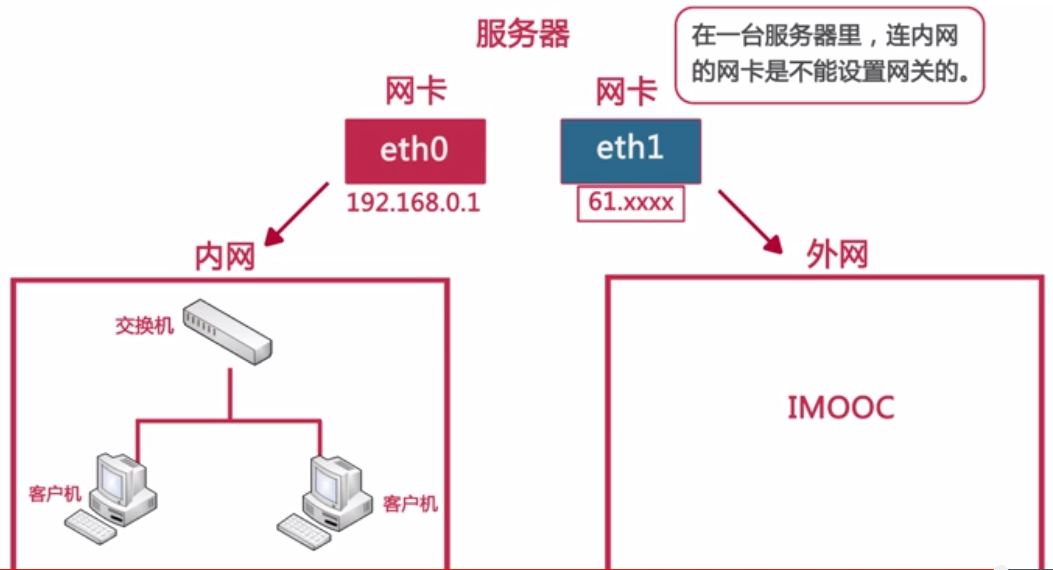 服务器
在一台服务器里，连内网
的网卡是不能设置网关的。
网卡
网卡
eth0
eth1
192.168.0.1
61.xxxx
内网
外网
交换机
IMOOC
客户机
客户机